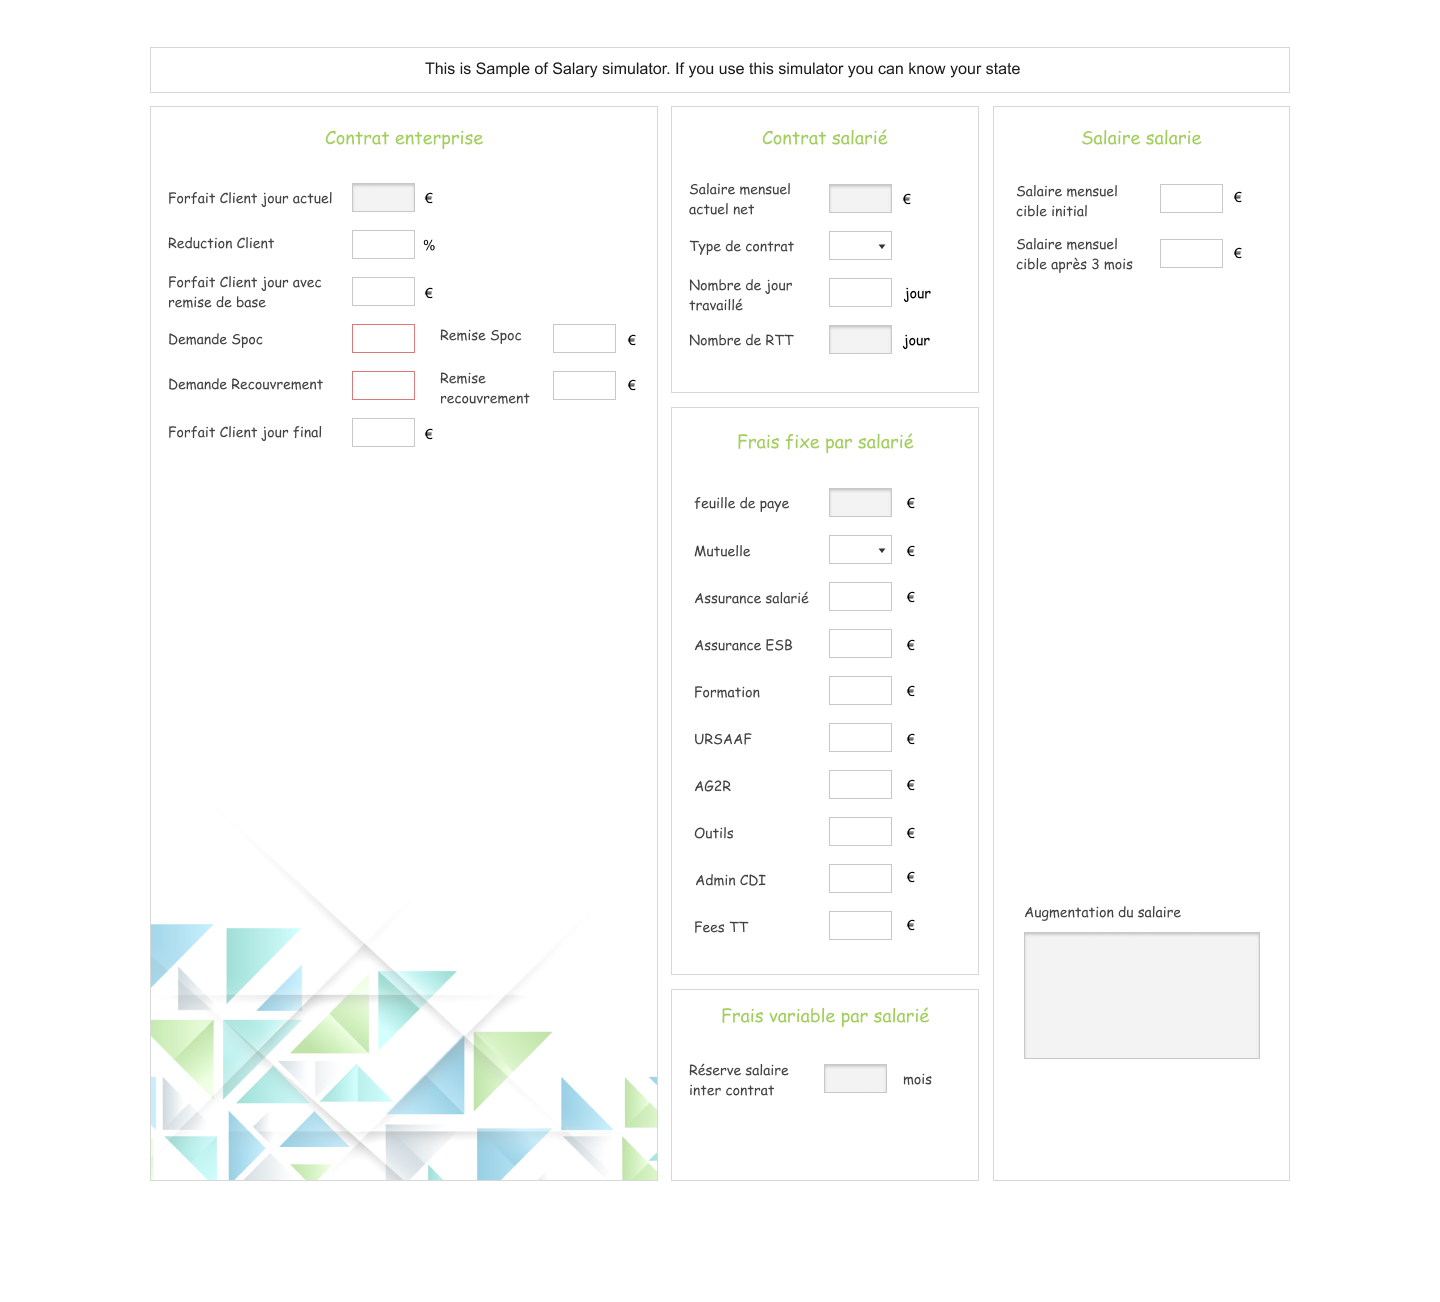 This is Sample of Salary simulator. If you use this simulator you can know your state
Contrat enterprise
Forfait Client jour actuel €
Reduction Client %
Forfait Client jour avec
remise de base €
Demande Spoc Remise Spoc €
Demande Recouvrement Remise
recouvrement €
Forfait Client jour final €
Contrat salarié
Salaire mensuel
actuel net €
Type de contrat
Nombre de jour
travaillé jour
Nombre de RTT jour
Frais fixe par salarié
feuille de paye €
Mutuelle €
Assurance salarié €
Assurance ESB €
Formation €
URSAAF €
AG2R €
Outils €
Admin CDI €
Fees TT €
Frais variable par salarié
Réserve salaire
inter contrat mois
Salaire salarie
Salaire mensuel
cible initial €
Salaire mensuel
cible après 3 mois €
Augmentation du salaire